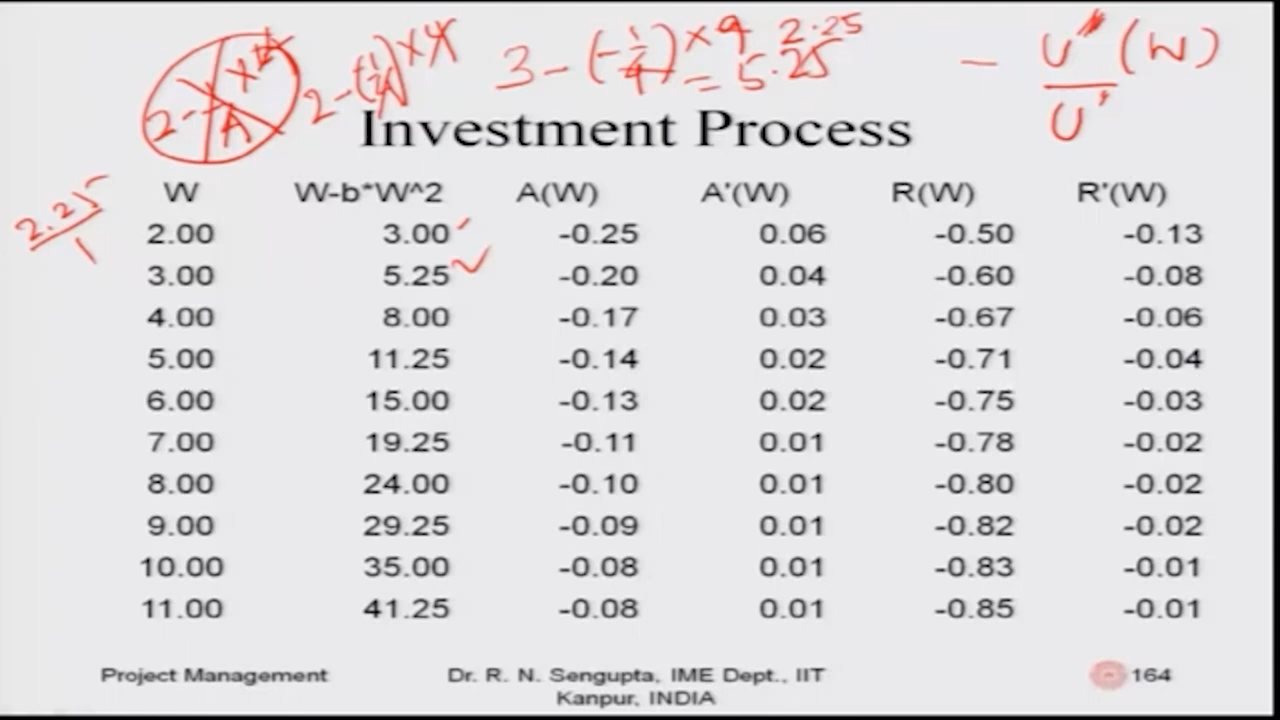 2 - A
2 - (1/4) × 4
3 - (-1/4) × 9 2.25
= 5.25
- U" (W)
U'
Investment Process
2.25
1
W W-b*W^2 A(W) A'(W) R(W) R'(W)
2.00 3.00 -0.25 0.06 -0.50 -0.13
3.00 5.25 -0.20 0.04 -0.60 -0.08
4.00 8.00 -0.17 0.03 -0.67 -0.06
5.00 11.25 -0.14 0.02 -0.71 -0.04
6.00 15.00 -0.13 0.02 -0.75 -0.03
7.00 19.25 -0.11 0.01 -0.78 -0.02
8.00 24.00 -0.10 0.01 -0.80 -0.02
9.00 29.25 -0.09 0.01 -0.82 -0.02
10.00 35.00 -0.08 0.01 -0.83 -0.01
11.00 41.25 -0.08 0.01 -0.85 -0.01
Project Management
Dr. R. N. Sengupta, IME Dept., IIT
Kanpur, INDIA
164